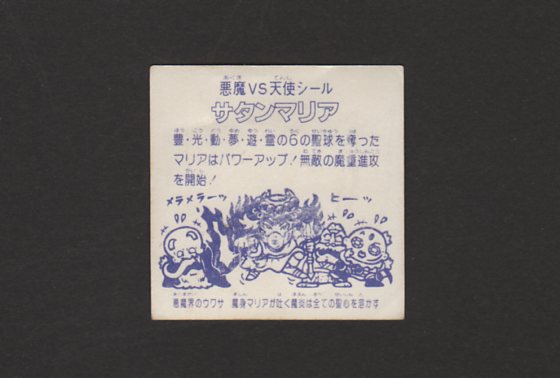 悪魔VS天使シール
サタンマリア
豊・光・動・夢・遊・霊の6の聖球を奪った
マリアはパワーアップ！無敵の魔重進攻
を開始！
メラメラーッ
ヒーッ
悪魔界のウワサ 魔身マリアが吐く魔炎は全ての聖心を溶かす